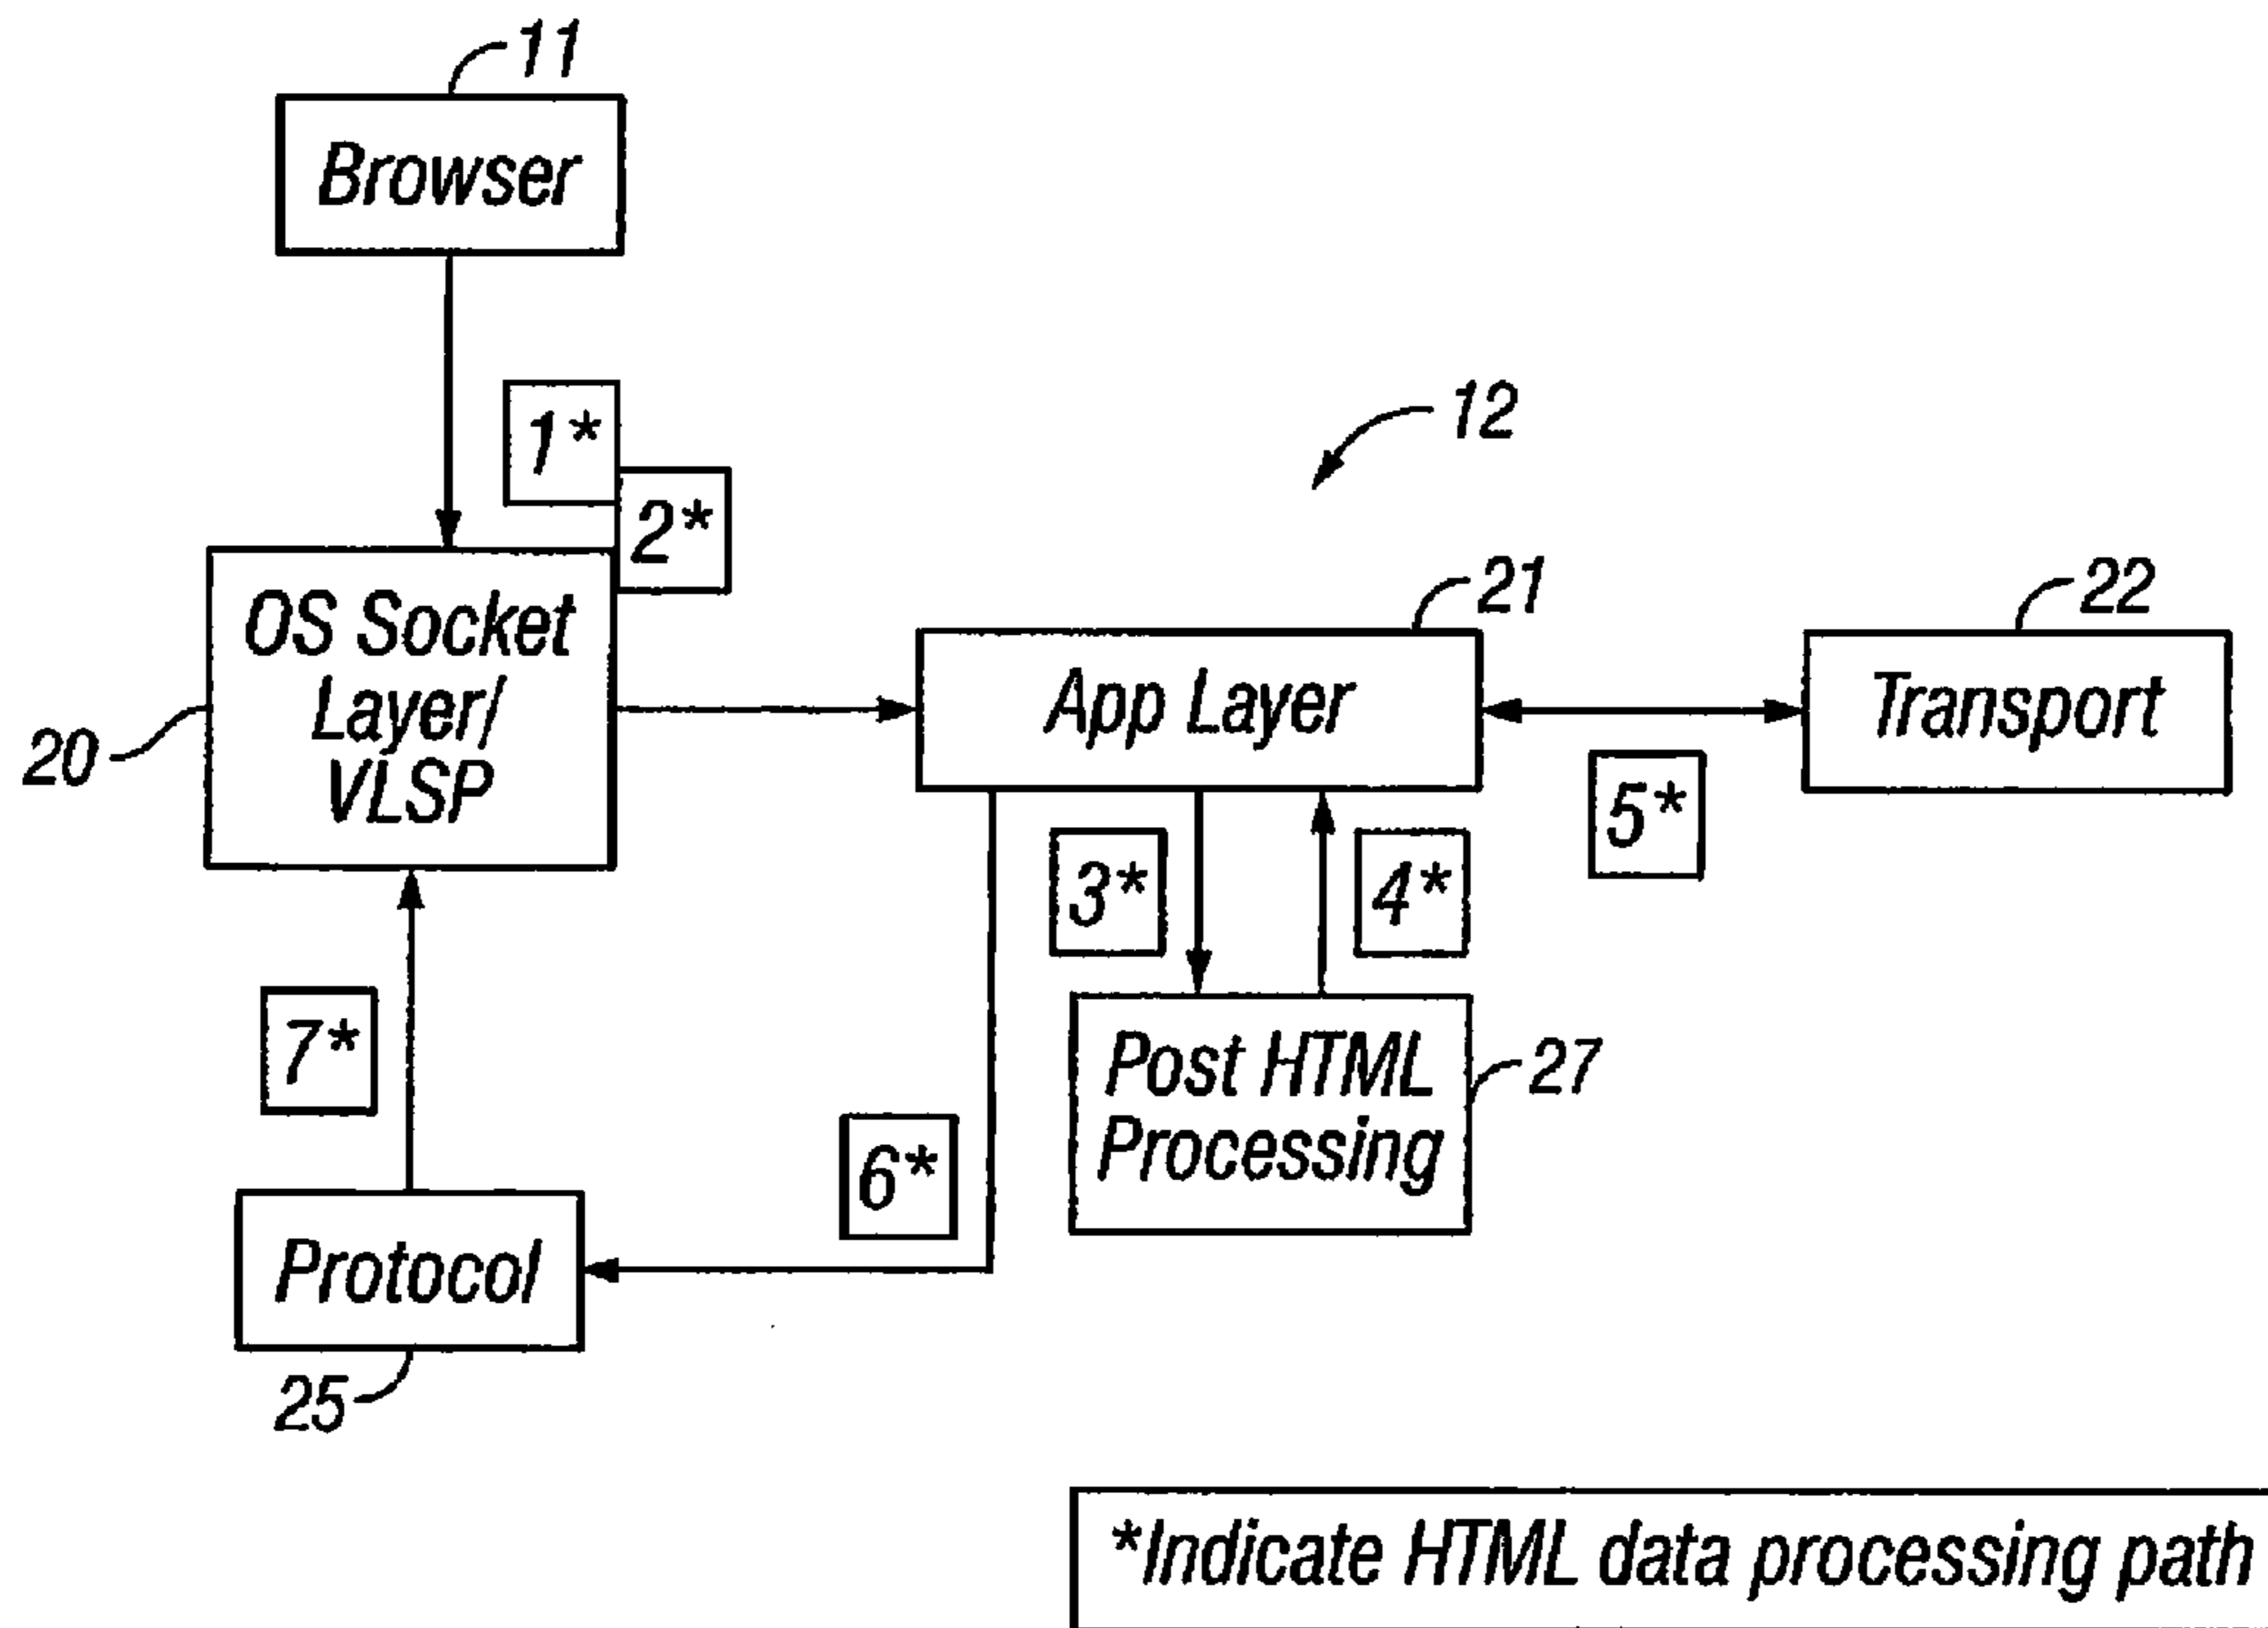 11
Browser
1*
2*
12
OS Socket
Layer/
VLSP
20
21
App Layer
22
Transport
5*
3*
4*
7*
Post HTML
Processing
27
6*
Protocol
25
*Indicate HTML data processing path